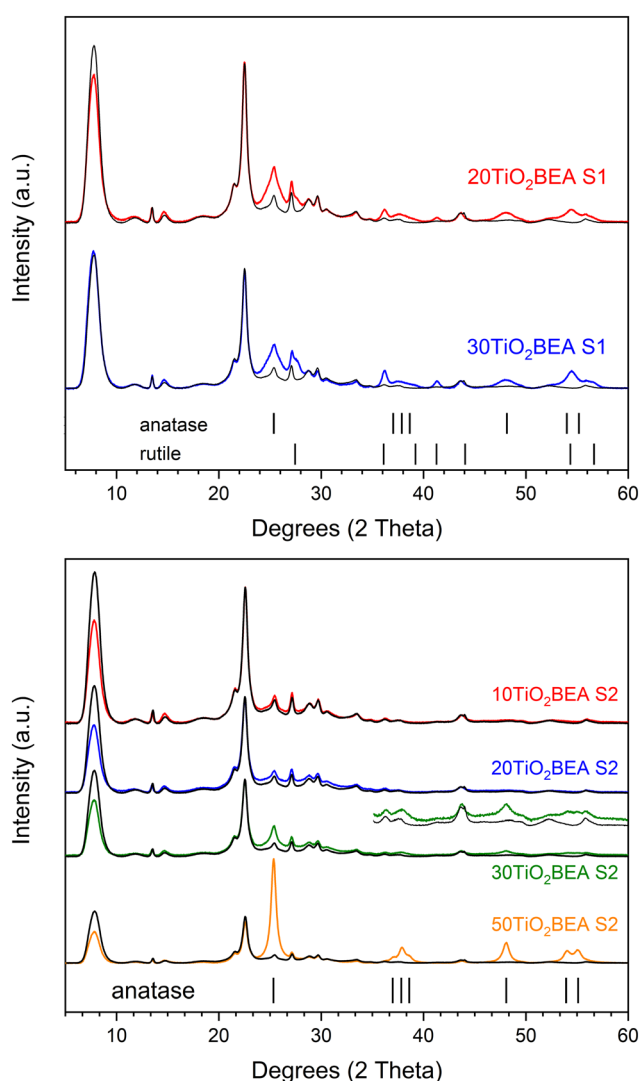 Intensity (a.u.)
20TiO₂BEA S1
30TiO₂BEA S1
anatase
rutile
10 20 30 40 50 60
Degrees (2 Theta)
Intensity (a.u.)
10TiO₂BEA S2
20TiO₂BEA S2
30TiO₂BEA S2
50TiO₂BEA S2
anatase
10 20 30 40 50 60
Degrees (2 Theta)